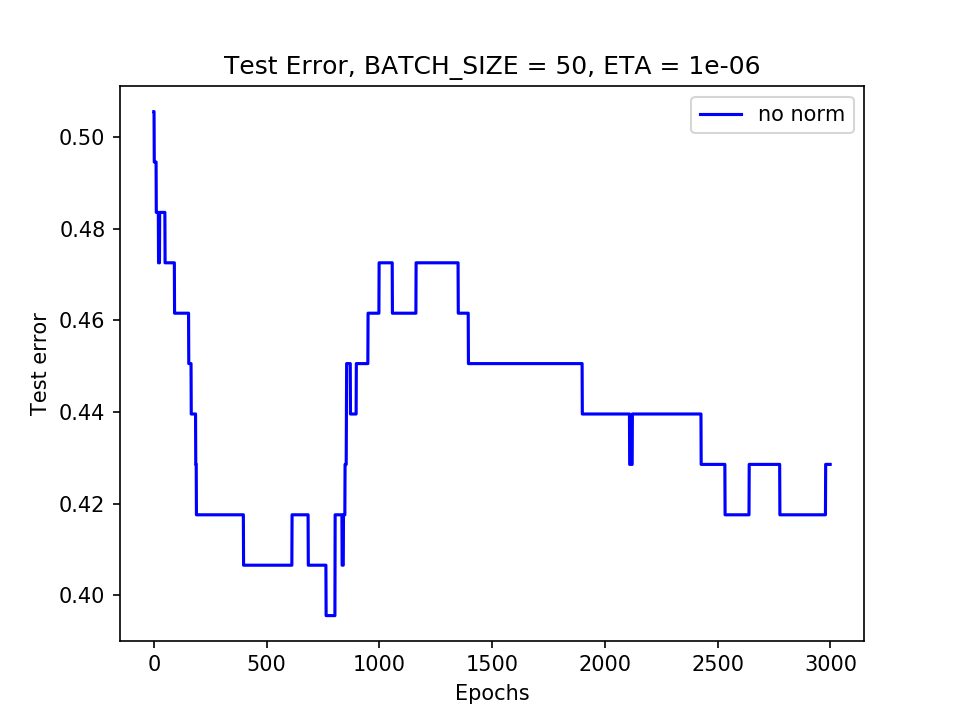 Test Error, BATCH_SIZE = 50, ETA = 1e-06
no norm
Test error
0.50
0.48
0.46
0.44
0.42
0.40
0 500 1000 1500 2000 2500 3000
Epochs